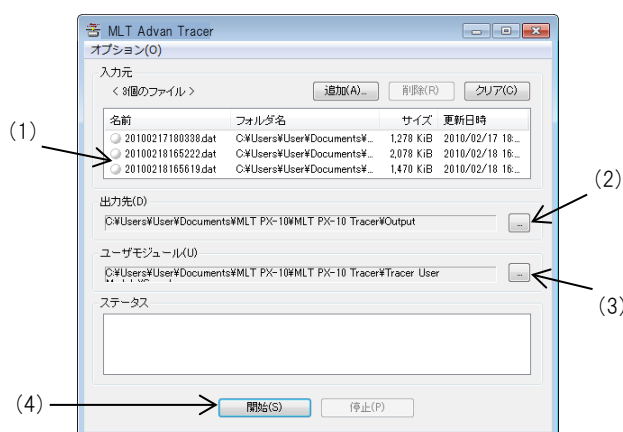 MLT Advan Tracer
オプション(O)
入力元
< 3個のファイル >
追加(A)... 削除(R) クリア(C)
名前 フォルダ名 サイズ 更新日時
20100217180338.dat C:¥Users¥User¥Documents¥... 1,278 KiB 2010/02/17 18:...
20100218165222.dat C:¥Users¥User¥Documents¥... 2,078 KiB 2010/02/18 16:...
20100218165619.dat C:¥Users¥User¥Documents¥... 1,470 KiB 2010/02/18 16:...
(1)
(2)
出力先(D)
C:¥Users¥User¥Documents¥MLT PX-10¥MLT PX-10 Tracer¥Output ...
ユーザモジュール(U)
C:¥Users¥User¥Documents¥MLT PX-10¥MLT PX-10 Tracer¥Tracer User ...
(3)
ステータス
(4)
開始(S) 停止(P)